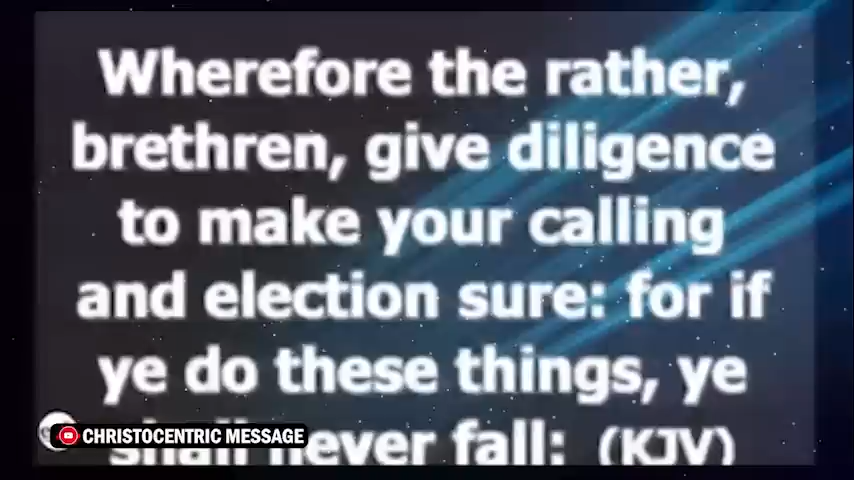 Wherefore the rather,
brethren, give diligence
to make your calling
and election sure: for if
ye do these things, ye
shall never fall: (KJV)
CHRISTOCENTRIC MESSAGE